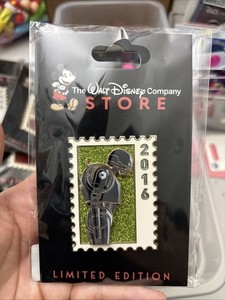 The WALT DISNEY Company
STORE
2016
LIMITED EDITION